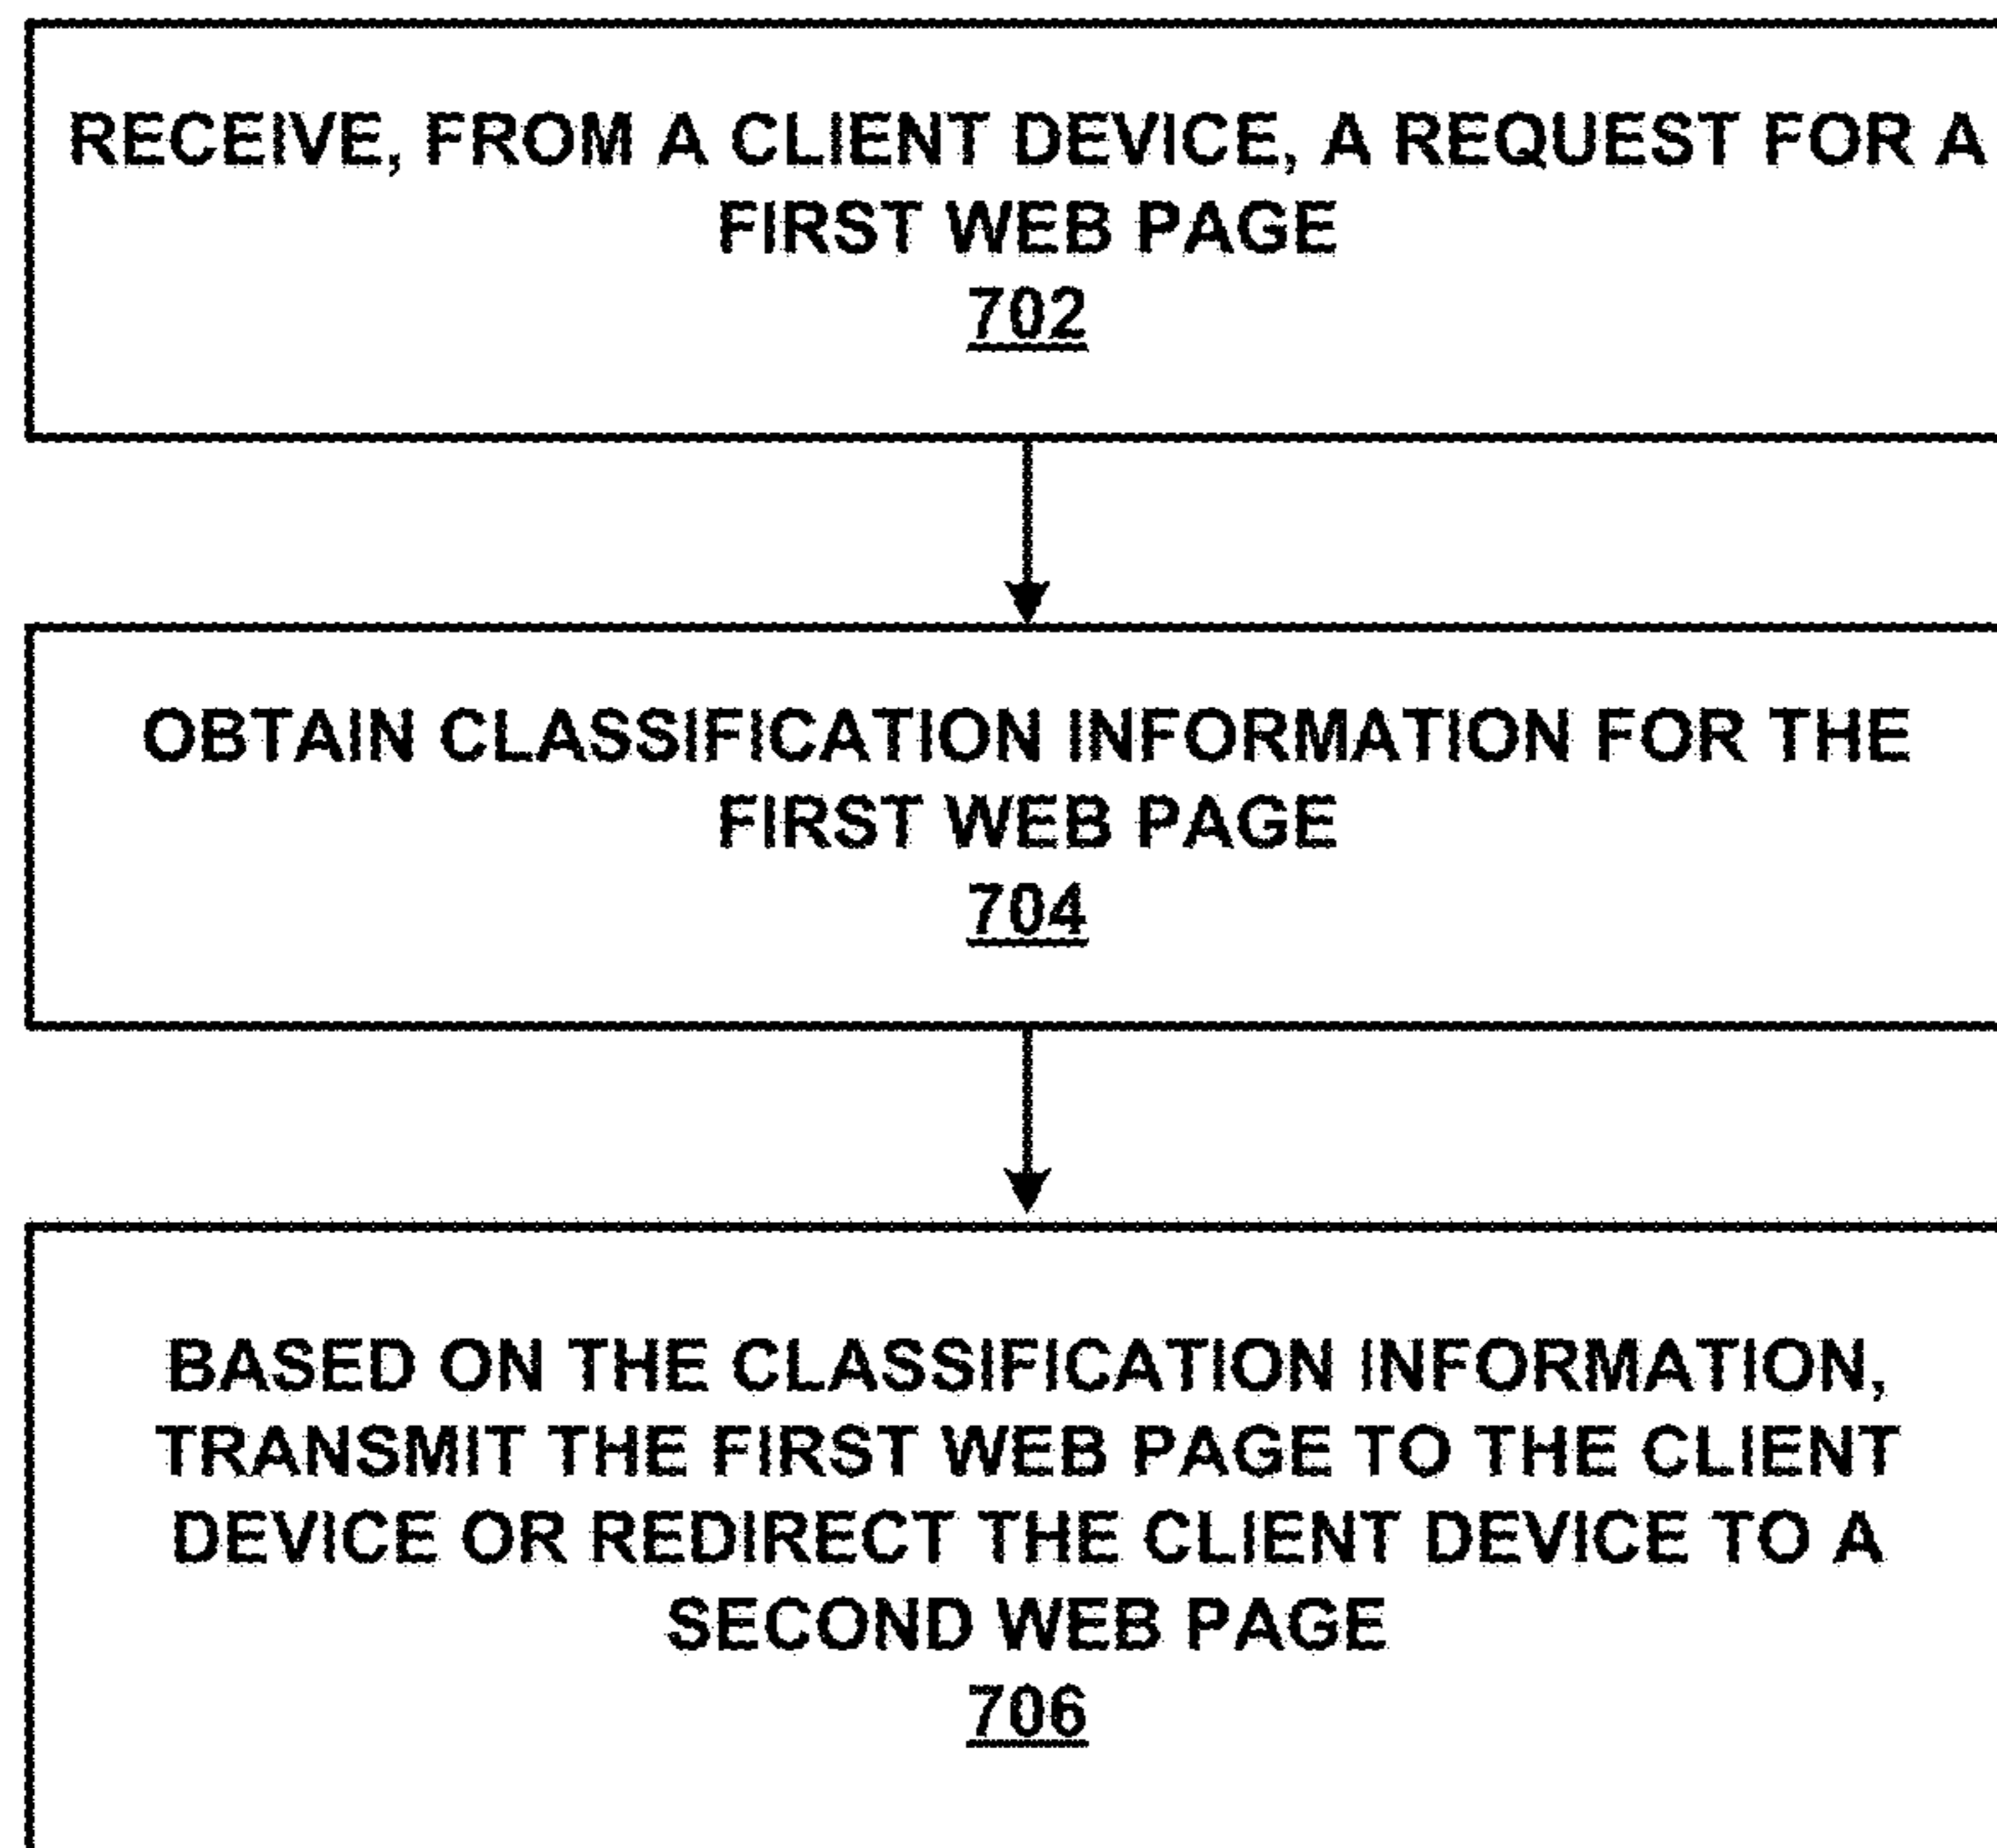 RECEIVE, FROM A CLIENT DEVICE, A REQUEST FOR A
FIRST WEB PAGE
702
OBTAIN CLASSIFICATION INFORMATION FOR THE
FIRST WEB PAGE
704
BASED ON THE CLASSIFICATION INFORMATION,
TRANSMIT THE FIRST WEB PAGE TO THE CLIENT
DEVICE OR REDIRECT THE CLIENT DEVICE TO A
SECOND WEB PAGE
706